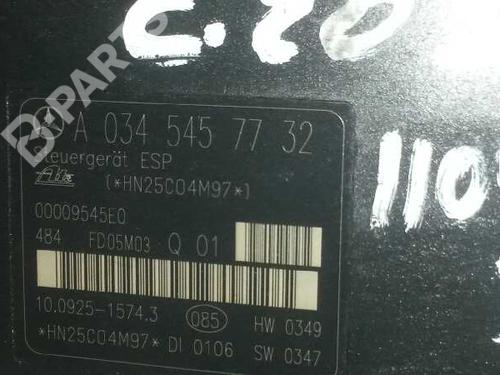 C.20
B-PARTS
A 034 545 77 32
Steuergerät ESP
(*HN25C04M97*)
110
00009545E0
484 FD05M03 Q 01
10.0925-1574.3 085 HW 0349
*HN25C04M97* DI 0106 SW 0347